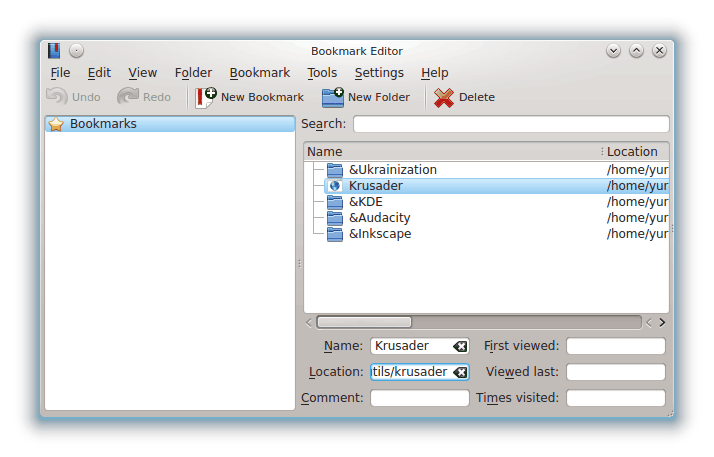 Bookmark Editor
File Edit View Folder Bookmark Tools Settings Help
Undo Redo New Bookmark New Folder Delete
Bookmarks
Search:
Name Location
&Ukrainization /home/yur
Krusader /home/yur
&KDE /home/yur
&Audacity /home/yur
&Inkscape /home/yur
Name: Krusader First viewed:
Location: tils/krusader Viewed last:
Comment: Times visited: